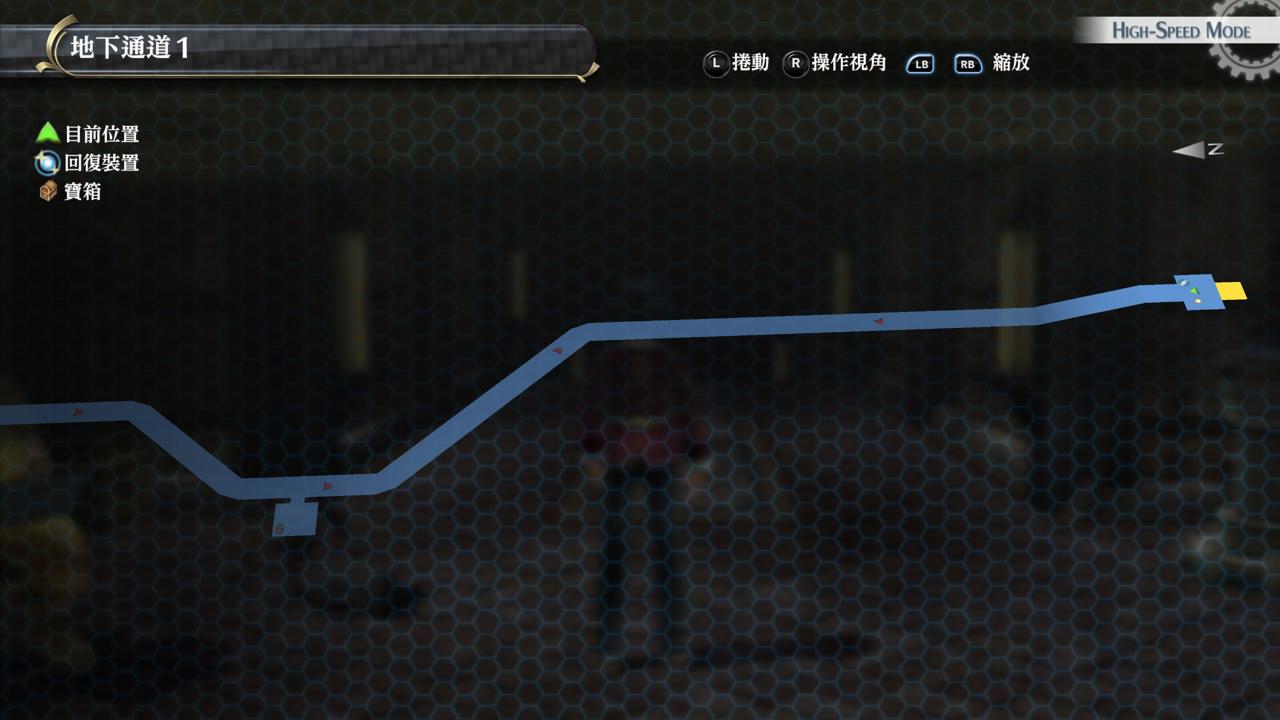 地下通道1
HIGH-SPEED MODE
L 捲動 R 操作視角 LB RB 縮放
目前位置
回復裝置
寶箱
Z